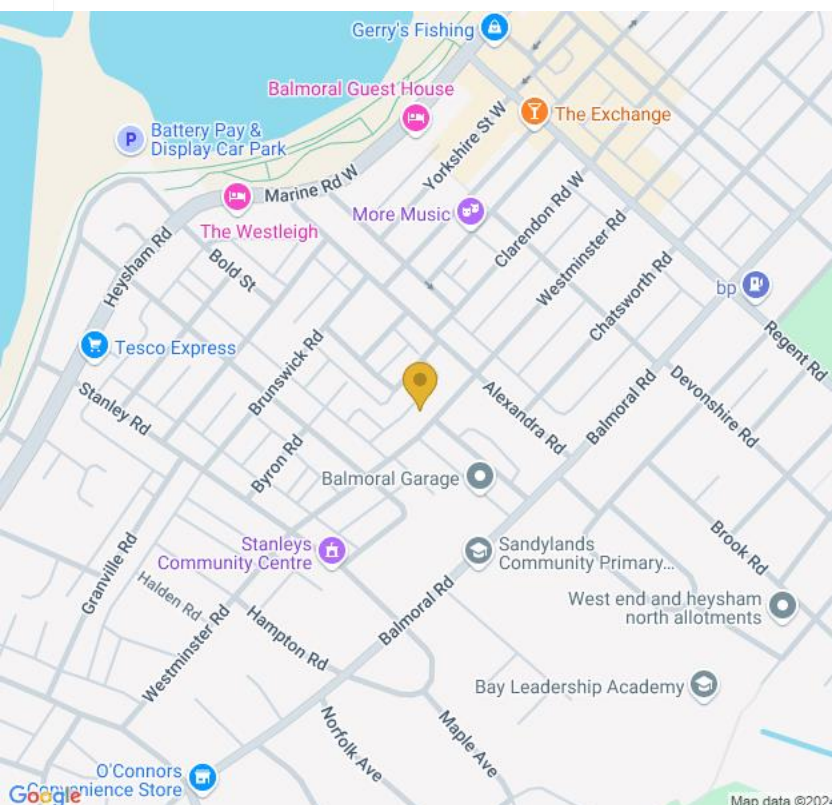 Gerry's Fishing
Balmoral Guest House
Battery Pay &
Display Car Park
Yorkshire St W
The Exchange
Marine Rd W
More Music
The Westleigh
Clarendon Rd W
Westminster Rd
Heysham Rd
Bold St
Chatsworth Rd
bp
Regent Rd
Tesco Express
Brunswick Rd
Stanley Rd
Alexandra Rd
Balmoral Rd
Devonshire Rd
Byron Rd
Balmoral Garage
Stanleys
Community Centre
Sandylands
Community Primary...
Brook Rd
Granville Rd
Halden Rd
Westminster Rd
Hampton Rd
Balmoral Rd
West end and heysham
north allotments
Bay Leadership Academy
Norfolk Ave
Maple Ave
O'Connors
Convenience Store
Google
Map data ©202
P